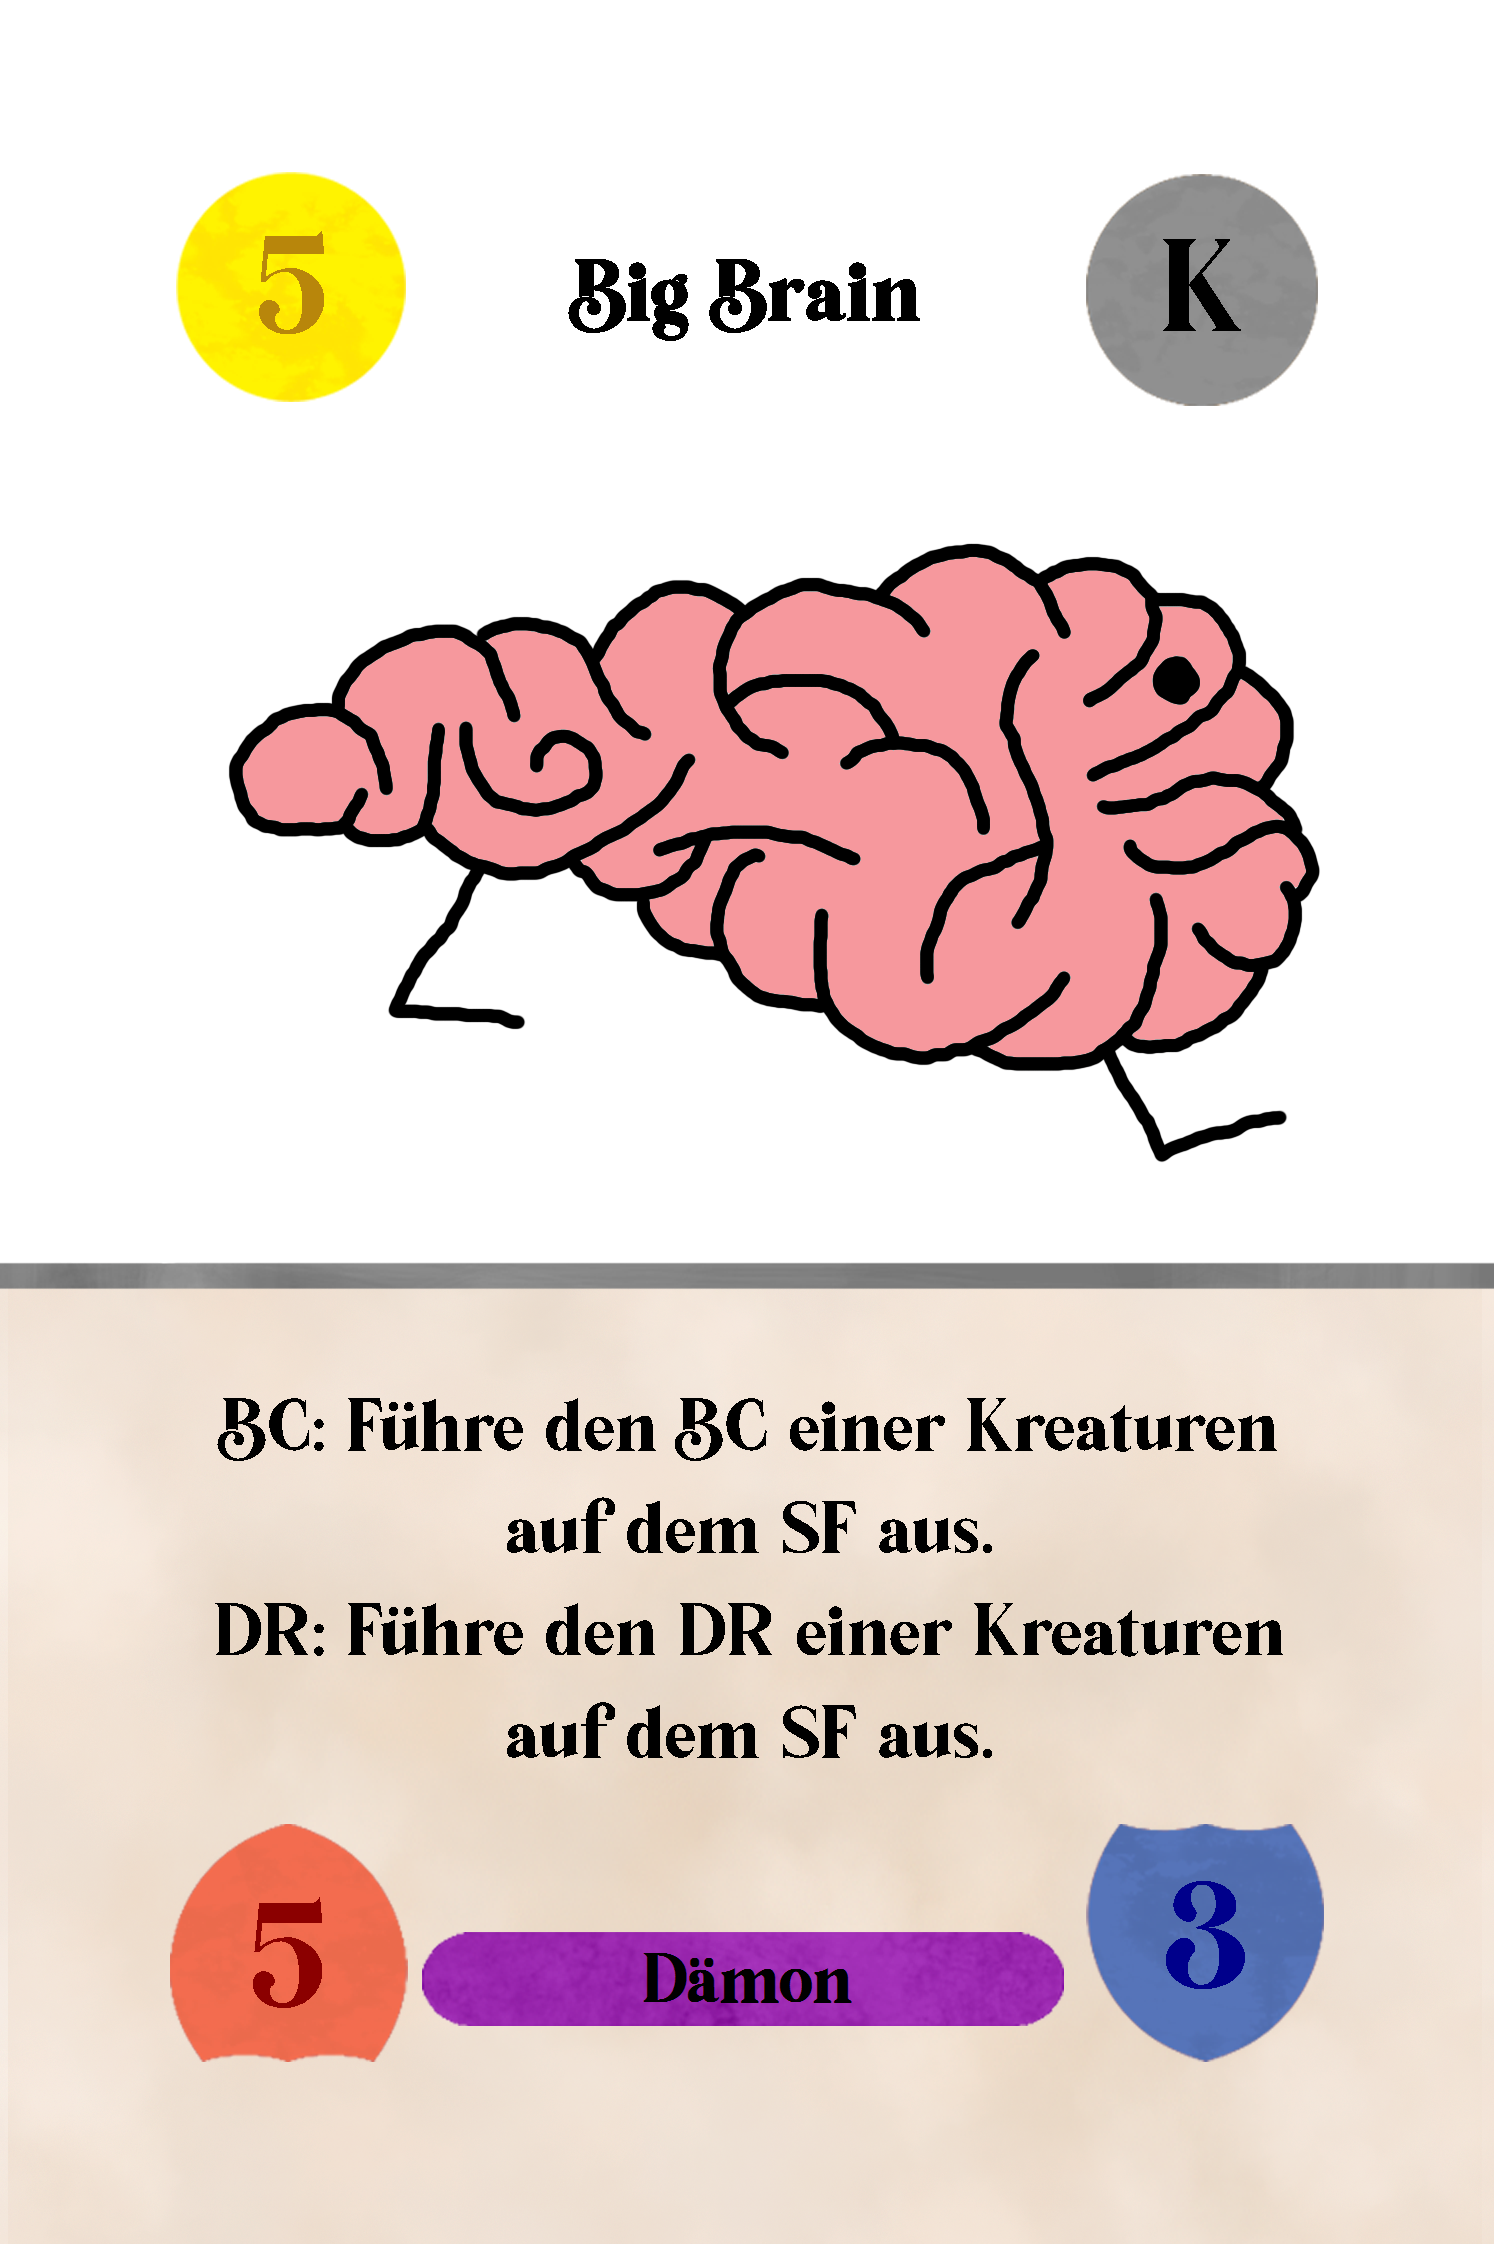 5 Big Brain K
BC: Führe den BC einer Kreaturen
auf dem SF aus.
DR: Führe den DR einer Kreaturen
auf dem SF aus.
5 Dämon 3